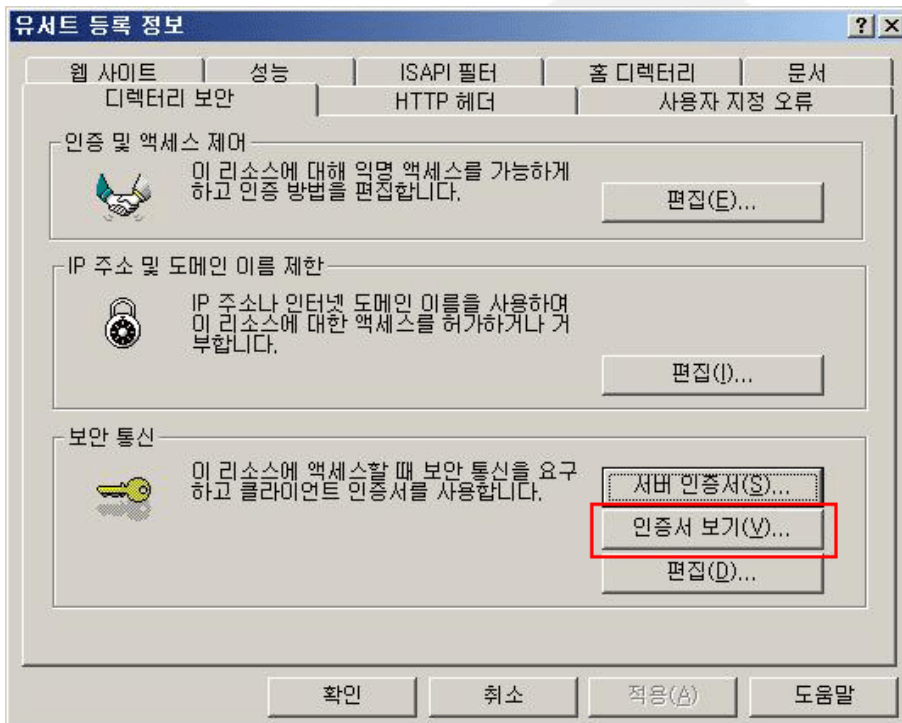 유서트 등록 정보
웹 사이트 성능 ISAPI 필터 홈 디렉터리 문서
디렉터리 보안 HTTP 헤더 사용자 지정 오류
인증 및 액세스 제어
이 리소스에 대해 익명 액세스를 가능하게
하고 인증 방법을 편집합니다.
편집(E)...
IP 주소 및 도메인 이름 제한
IP 주소나 인터넷 도메인 이름을 사용하여
이 리소스에 대한 액세스를 허가하거나 거
부합니다.
편집(I)...
보안 통신
이 리소스에 액세스할 때 보안 통신을 요구
하고 클라이언트 인증서를 사용합니다.
서버 인증서(S)...
인증서 보기(V)...
편집(D)...
확인 취소 적용(A) 도움말